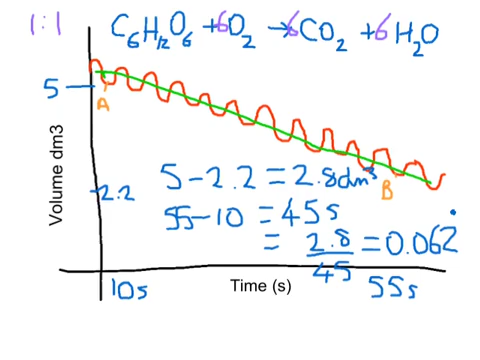 1:1 C₆H₁₂O₆ + 6O₂ → 6CO₂ + 6H₂O
5
A
Volume dm3
2.2
5-2.2 = 2.8dm³
B
55-10 = 45s
= 2.8/45 = 0.062̇
10s
Time (s)
55s